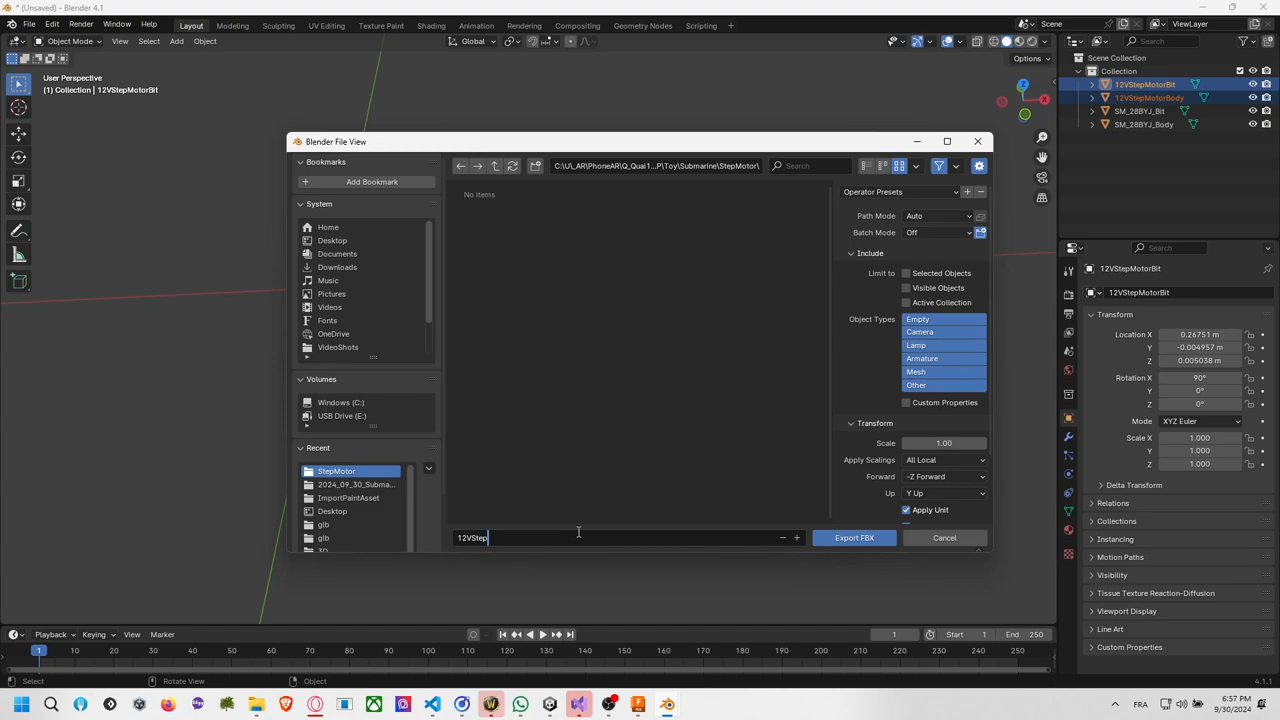 * (Unsaved) - Blender 4.1
File Edit Render Window Help Layout Modeling Sculpting UV Editing Texture Paint Shading Animation Rendering Compositing Geometry Nodes Scripting + Scene ViewLayer
Object Mode View Select Add Object Global Search
Options
User Perspective
(1) Collection | 12VStepMotorBit
Scene Collection
Collection
12VStepMotorBit
12VStepMotorBody
SM_28BYJ_Bit
SM_28BYJ_Body
X
Z
Blender File View
Bookmarks
Add Bookmark
System
Home
Desktop
Documents
Downloads
Music
Pictures
Videos
Fonts
OneDrive
VideoShots
Volumes
Windows (C:)
USB Drive (E:)
Recent
StepMotor
2024_09_30_Subma...
ImportPaintAsset
Desktop
glb
glb
3D
C:\U\_AR\PhoneAR\Q_Quai1...P\Toy\Submarine\StepMotor\ Search
No items
12VStep
Operator Presets
Path Mode Auto
Batch Mode Off
Include
Limit to Selected Objects
Visible Objects
Active Collection
Object Types Empty
Camera
Lamp
Armature
Mesh
Other
Custom Properties
Transform
Scale 1.00
Apply Scalings All Local
Forward -Z Forward
Up Y Up
Apply Unit
Export FBX Cancel
Search
12VStepMotorBit
12VStepMotorBit
Transform
Location X 0.26751 m
Y -0.004957 m
Z 0.005038 m
Rotation X 90°
Y 0°
Z 0°
Mode XYZ Euler
Scale X 1.000
Y 1.000
Z 1.000
Delta Transform
Relations
Collections
Instancing
Motion Paths
Visibility
Tissue Texture Reaction-Diffusion
Viewport Display
Line Art
Custom Properties
Playback Keying View Marker 1 Start 1 End 250
1 10 20 30 40 50 60 70 80 90 100 110 120 130 140 150 160 170 180 190 200 210 220 230 240 250
Select Rotate View Object 4.1.1
FRA 6:57 PM
9/30/2024